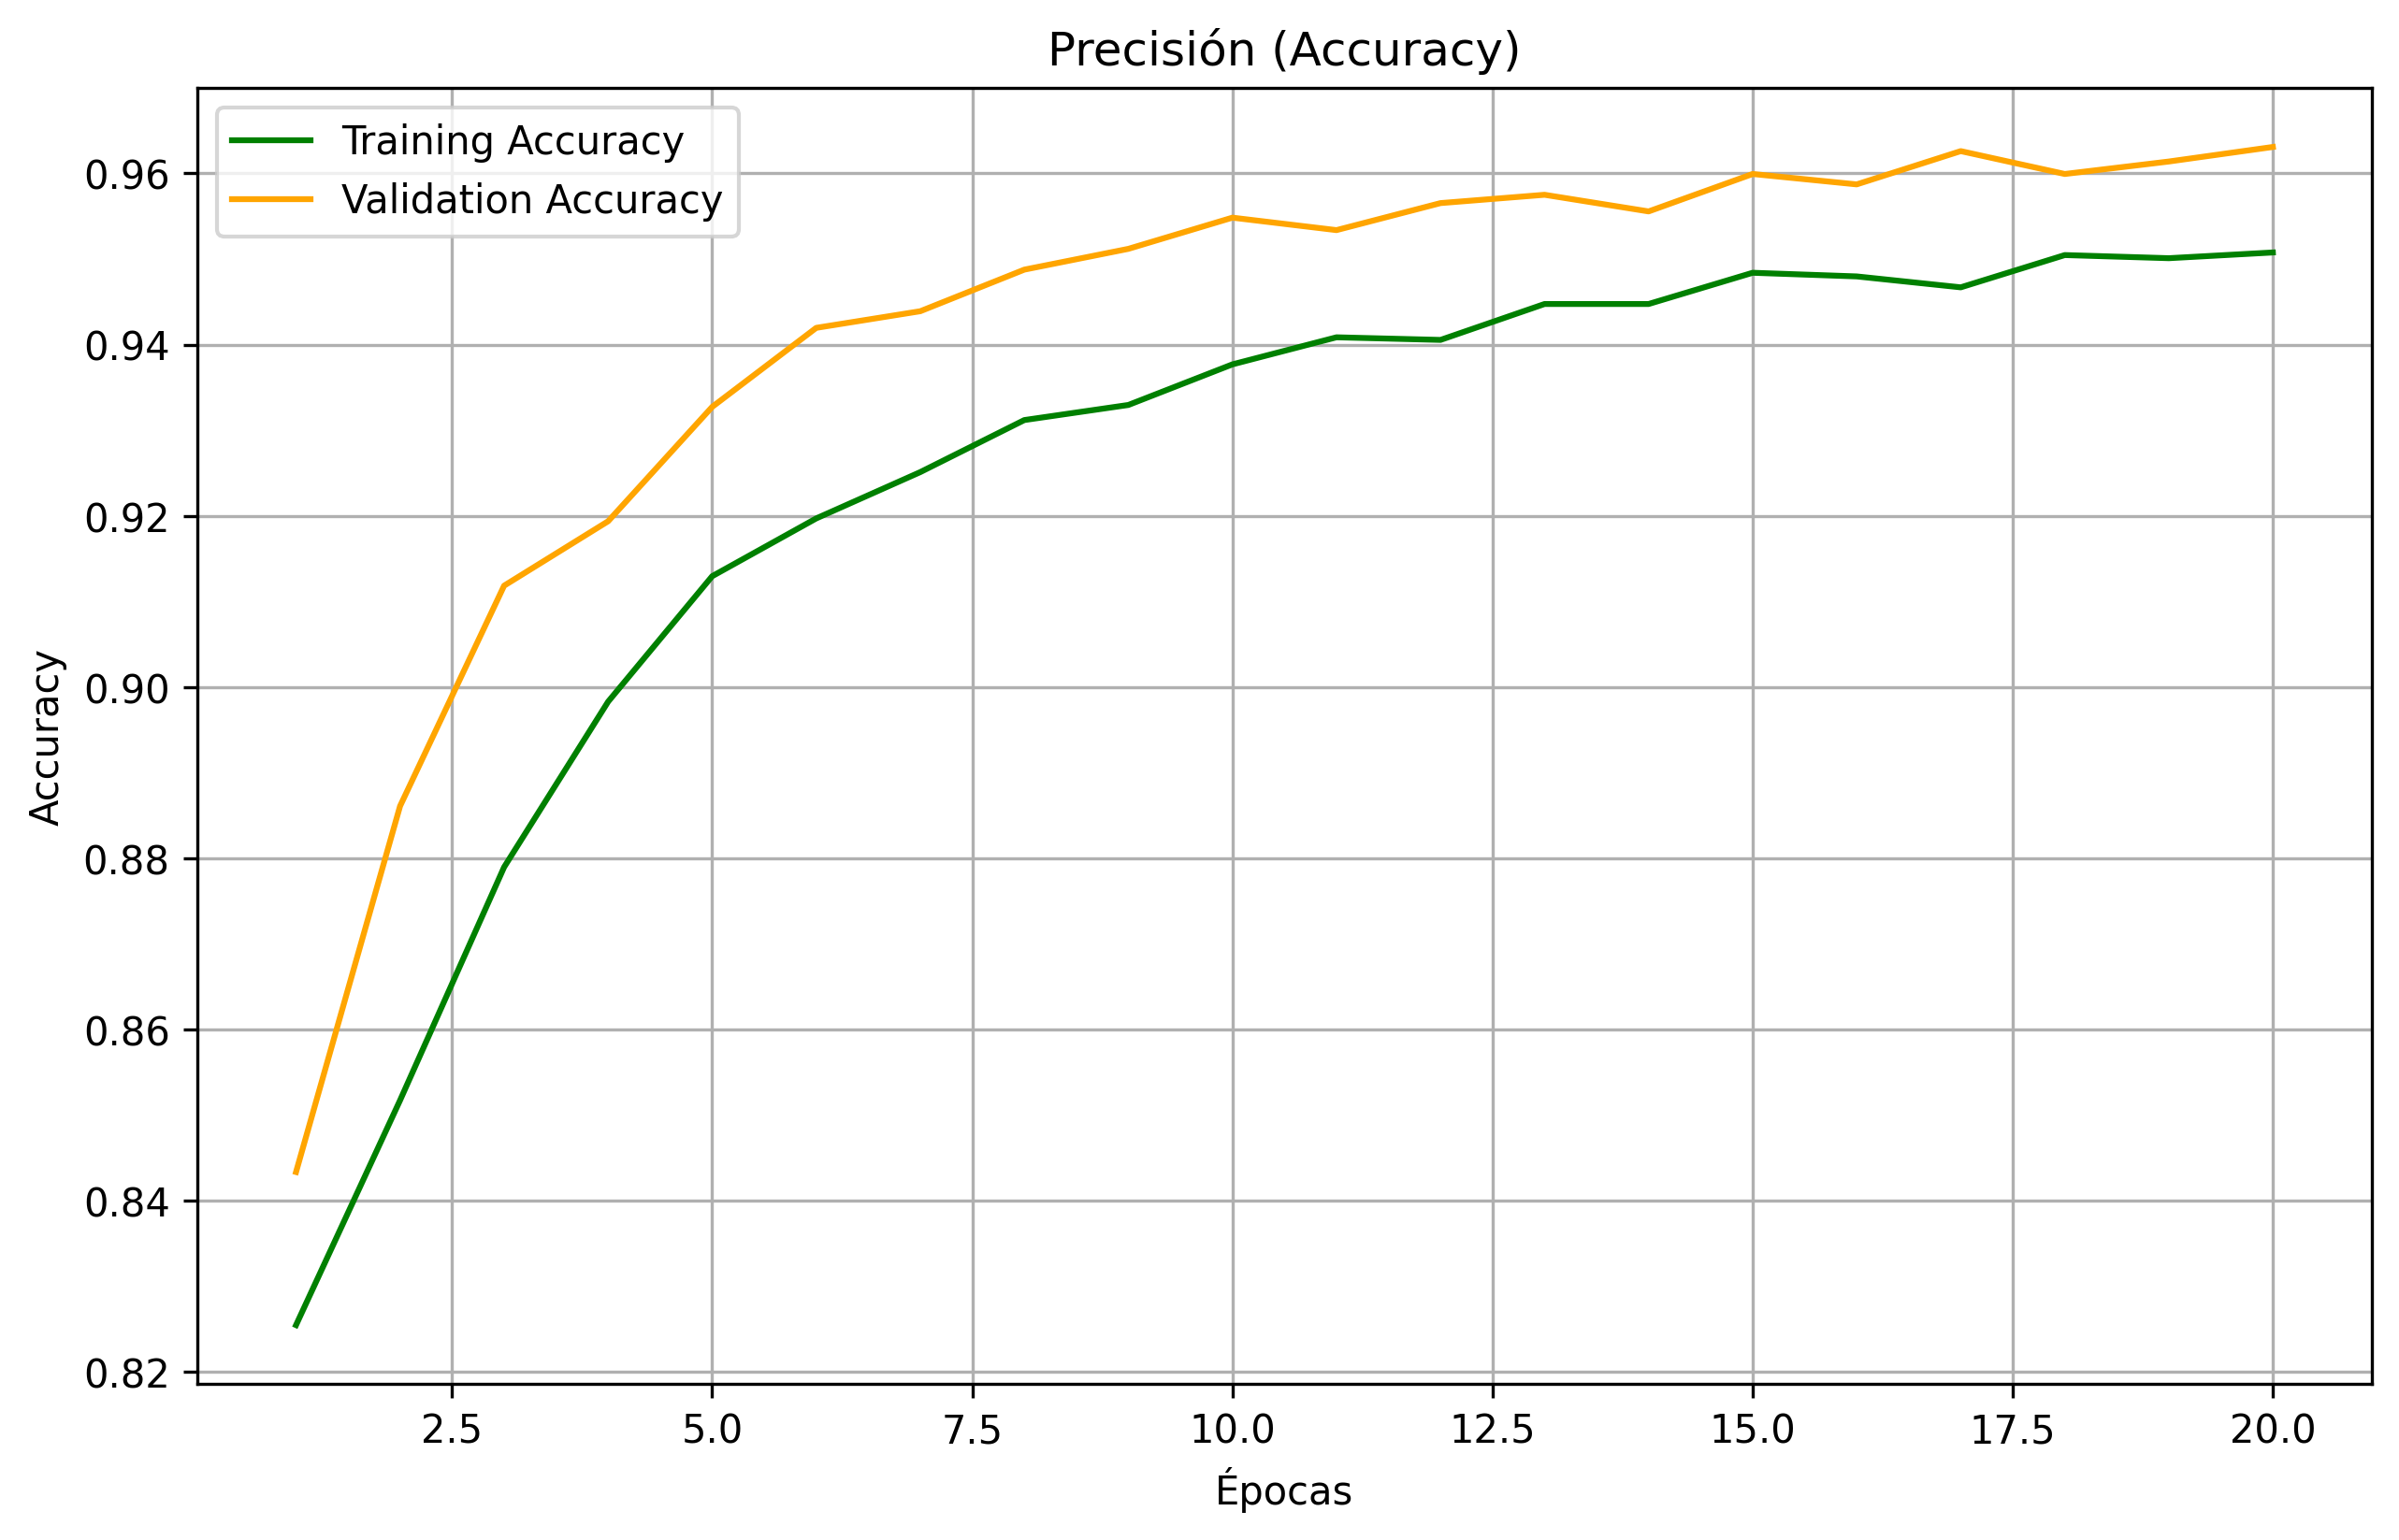 Precisión (Accuracy)
Training Accuracy
Validation Accuracy
0.96
0.94
0.92
0.90
0.88
0.86
0.84
0.82
Accuracy
2.5 5.0 7.5 10.0 12.5 15.0 17.5 20.0
Épocas